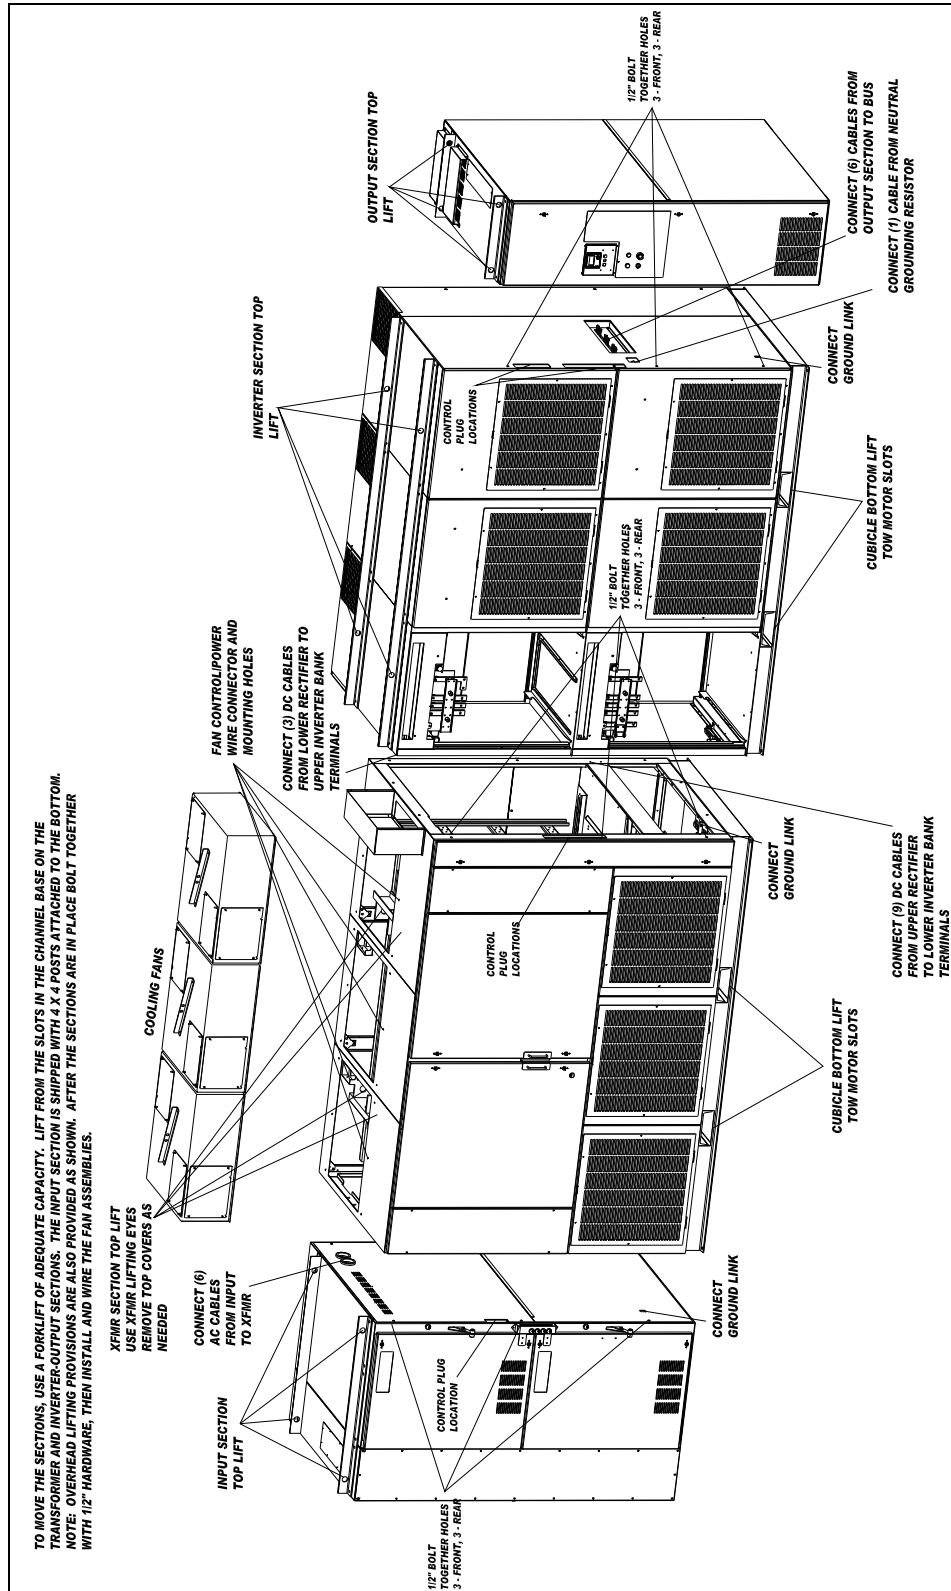 TO MOVE THE SECTIONS, USE A FORKLIFT OF ADEQUATE CAPACITY. LIFT FROM THE SLOTS IN THE CHANNEL BASE ON THE
TRANSFORMER AND INVERTER-OUTPUT SECTIONS. THE INPUT SECTION IS SHIPPED WITH 4 X 4 POSTS ATTACHED TO THE BOTTOM.
NOTE: OVERHEAD LIFTING PROVISIONS ARE ALSO PROVIDED AS SHOWN. AFTER THE SECTIONS ARE IN PLACE BOLT TOGETHER
WITH 1/2" HARDWARE, THEN INSTALL AND WIRE THE FAN ASSEMBLIES.
XFMR SECTION TOP LIFT
USE XFMR LIFTING EYES
REMOVE TOP COVERS AS
NEEDED
COOLING FANS
FAN CONTROL/POWER
WIRE CONNECTOR AND
MOUNTING HOLES
INVERTER SECTION TOP
LIFT
OUTPUT SECTION TOP
LIFT
INPUT SECTION
TOP LIFT
CONNECT (6)
AC CABLES
FROM INPUT
TO XFMR
CONNECT (3) DC CABLES
FROM LOWER RECTIFIER TO
UPPER INVERTER BANK
TERMINALS
1/2" BOLT
TOGETHER HOLES
3 - FRONT, 3 - REAR
CONTROL PLUG
LOCATION
CONTROL
PLUG
LOCATIONS
CONTROL
PLUG
LOCATIONS
1/2" BOLT
TOGETHER HOLES
3 - FRONT, 3 - REAR
1/2" BOLT
TOGETHER HOLES
3 - FRONT, 3 - REAR
CONNECT
GROUND LINK
CONNECT
GROUND LINK
CONNECT
GROUND LINK
CUBICLE BOTTOM LIFT
TOW MOTOR SLOTS
CUBICLE BOTTOM LIFT
TOW MOTOR SLOTS
CONNECT (9) DC CABLES
FROM UPPER RECTIFIER
TO LOWER INVERTER BANK
TERMINALS
CONNECT (6) CABLES FROM
OUTPUT SECTION TO BUS
CONNECT (1) CABLE FROM NEUTRAL
GROUNDING RESISTOR